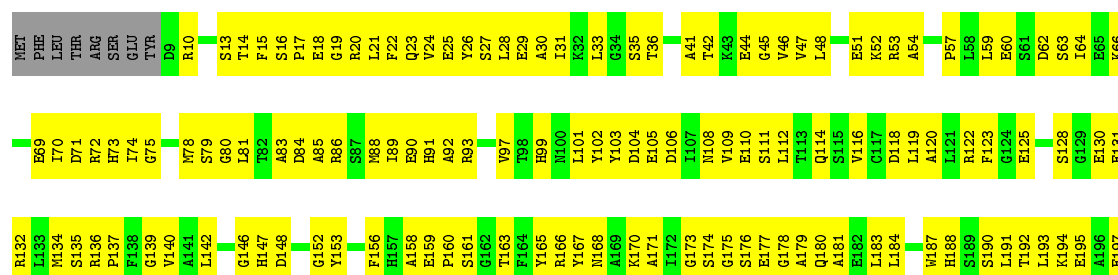 MET PHE LEU THR ARG SER GLU TYR D9 R10 S13 T14 F15 S16 P17 E18 G19 R20 L21 F22 Q23 V24 E25 Y26 S27 L28 E29 A30 I31 K32 L33 G34 S35 T36 A41 T42 K43 E44 G45 V46 V47 L48 E51 K52 R53 A54 P57 L58 L59 E60 S61 D62 S63 I64 E65 K66
E69 I70 D71 R72 H73 I74 G75 M78 S79 G80 L81 T82 A83 D84 A85 R86 S87 M88 I89 E90 H91 A92 R93 V97 T98 H99 N100 L101 Y102 Y103 D104 E105 D106 I107 N108 V109 E110 S111 L112 T113 Q114 S115 V116 C117 D118 L119 A120 L121 R122 F123 G124 E125 S128 G129 E130
R132 L133 M134 S135 R136 P137 F138 G139 V140 A141 L142 G146 H147 D148 G152 Y153 F156 H157 A158 E159 P160 S161 G162 T163 F164 Y165 R166 Y167 N168 A169 K170 A171 I172 G173 S174 G175 S176 E177 G178 A179 Q180 A181 E182 L183 L184 W187 H188 S189 S190 L191 T192 L193 K194 E195 A196